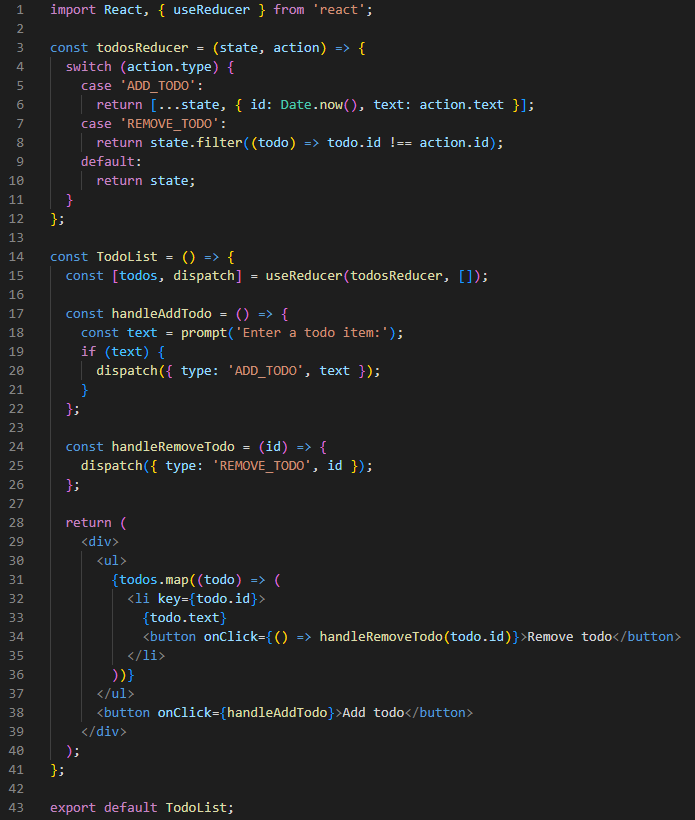 1 import React, { useReducer } from 'react';
2
3 const todosReducer = (state, action) => {
4   switch (action.type) {
5     case 'ADD_TODO':
6       return [...state, { id: Date.now(), text: action.text }];
7     case 'REMOVE_TODO':
8       return state.filter((todo) => todo.id !== action.id);
9     default:
10       return state;
11   }
12 };
13
14 const TodoList = () => {
15   const [todos, dispatch] = useReducer(todosReducer, []);
16
17   const handleAddTodo = () => {
18     const text = prompt('Enter a todo item:');
19     if (text) {
20       dispatch({ type: 'ADD_TODO', text });
21     }
22   };
23
24   const handleRemoveTodo = (id) => {
25     dispatch({ type: 'REMOVE_TODO', id });
26   };
27
28   return (
29     <div>
30       <ul>
31         {todos.map((todo) => (
32           <li key={todo.id}>
33             {todo.text}
34             <button onClick={() => handleRemoveTodo(todo.id)}>Remove todo</button>
35           </li>
36         ))}
37       </ul>
38       <button onClick={handleAddTodo}>Add todo</button>
39     </div>
40   );
41 };
42
43 export default TodoList;